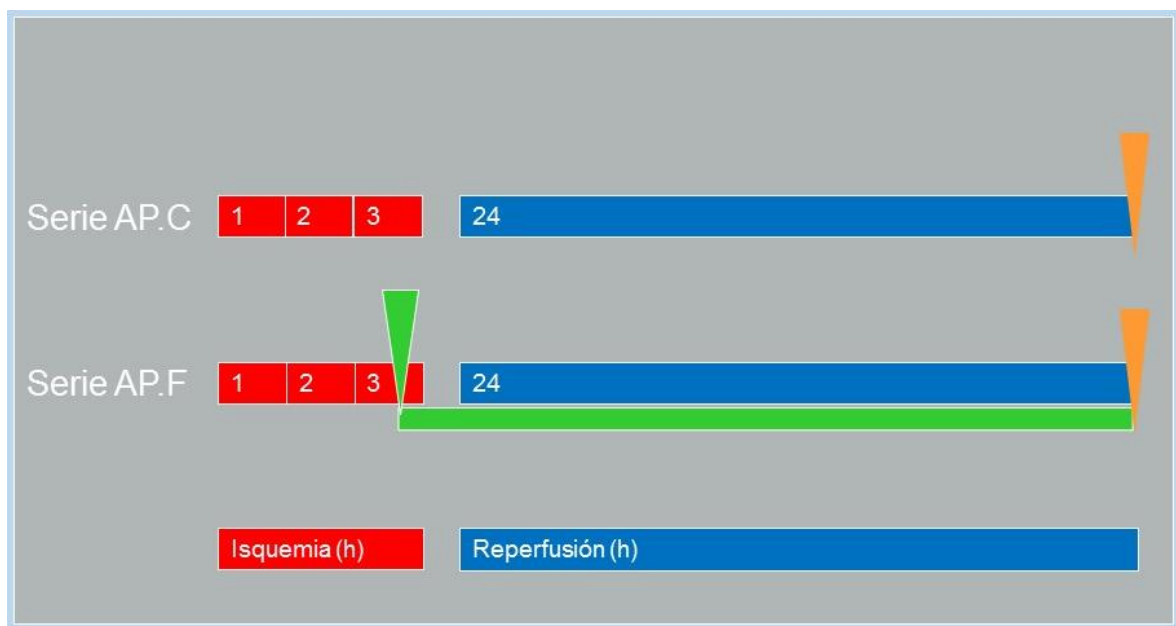 Serie AP.C 1 2 3 24
Serie AP.F 1 2 3 24
Isquemia (h) Reperfusión (h)